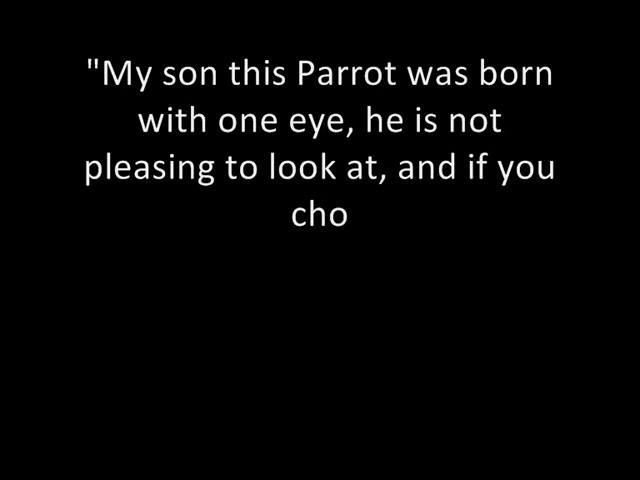 "My son this Parrot was born
with one eye, he is not
pleasing to look at, and if you
cho